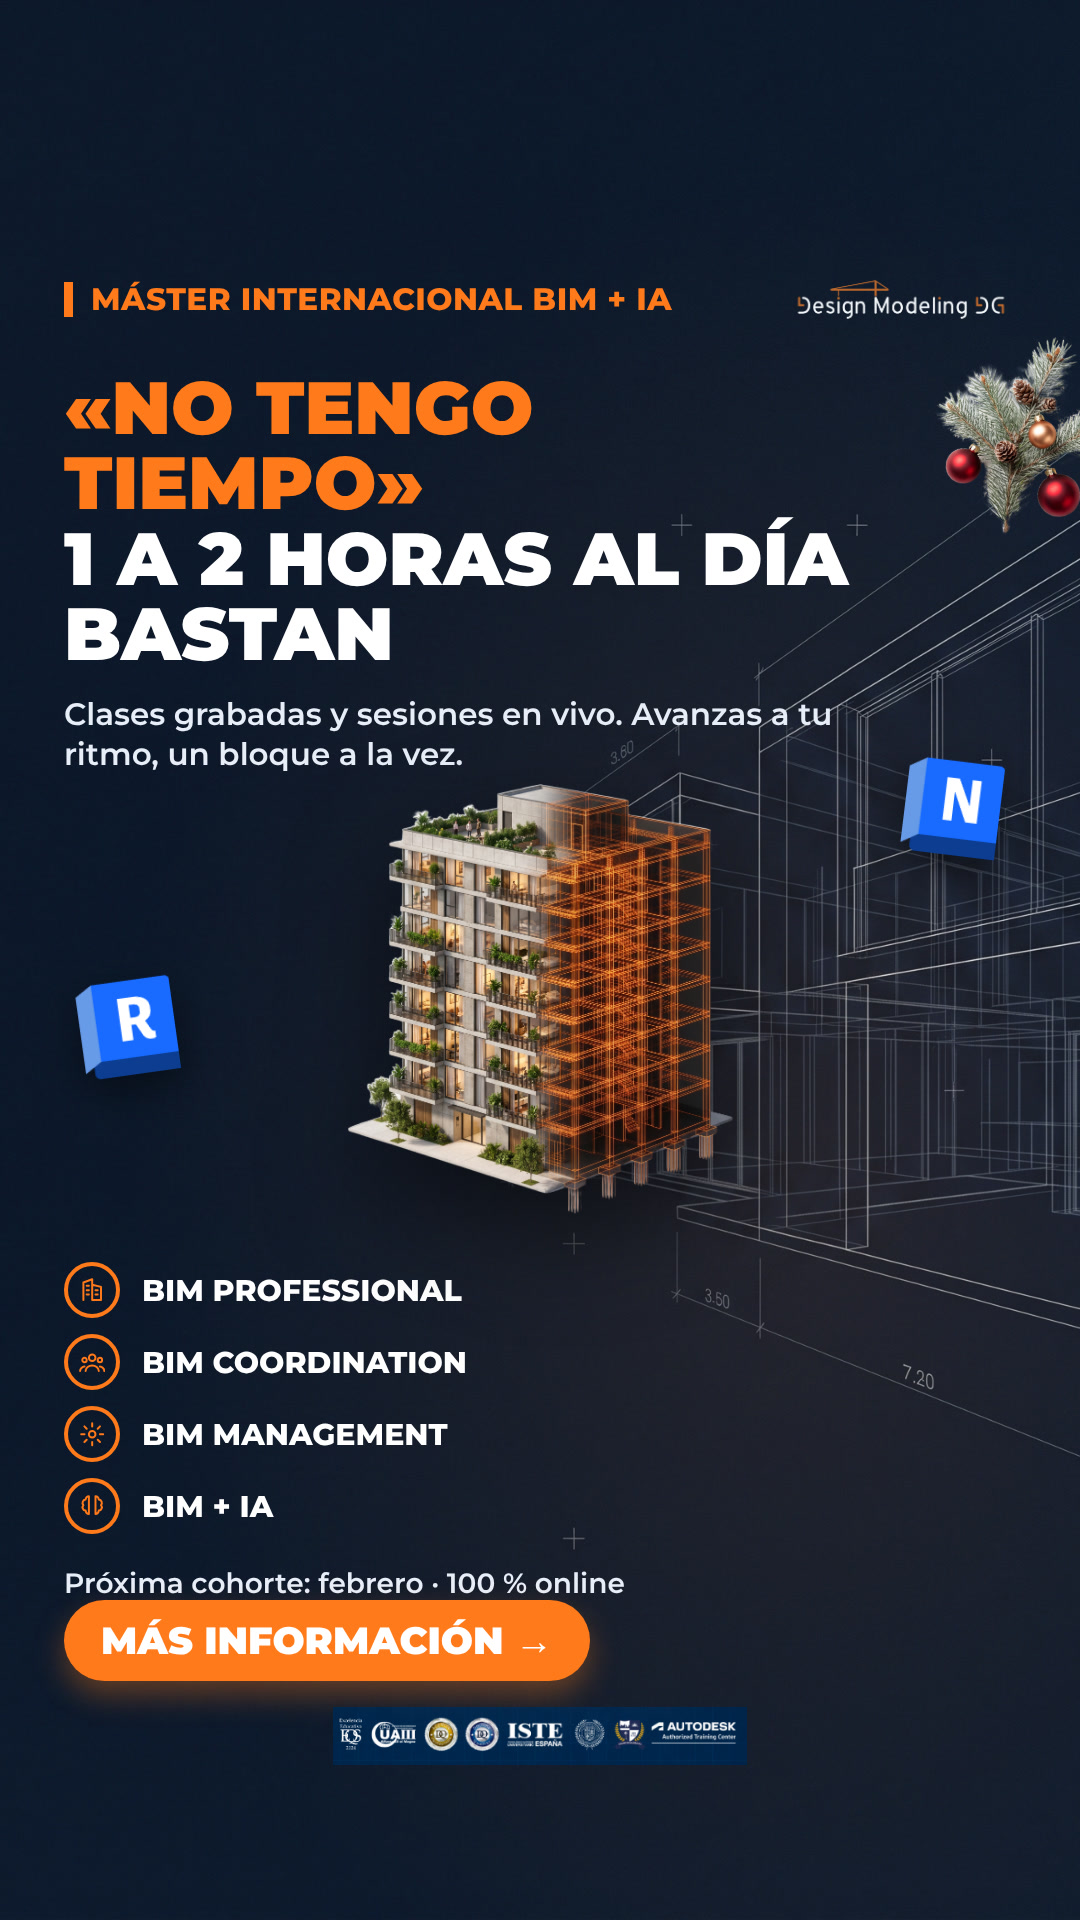 MÁSTER INTERNACIONAL BIM + IA
Design Modeling DG
«NO TENGO
TIEMPO»
1 A 2 HORAS AL DÍA
BASTAN
Clases grabadas y sesiones en vivo. Avanzas a tu
ritmo, un bloque a la vez.
3.60
N
R
3.50
7.20
BIM PROFESSIONAL
BIM COORDINATION
BIM MANAGEMENT
BIM + IA
Próxima cohorte: febrero · 100 % online
MÁS INFORMACIÓN →
ISTE
ESPAÑA
AUTODESK
Authorized Training Center